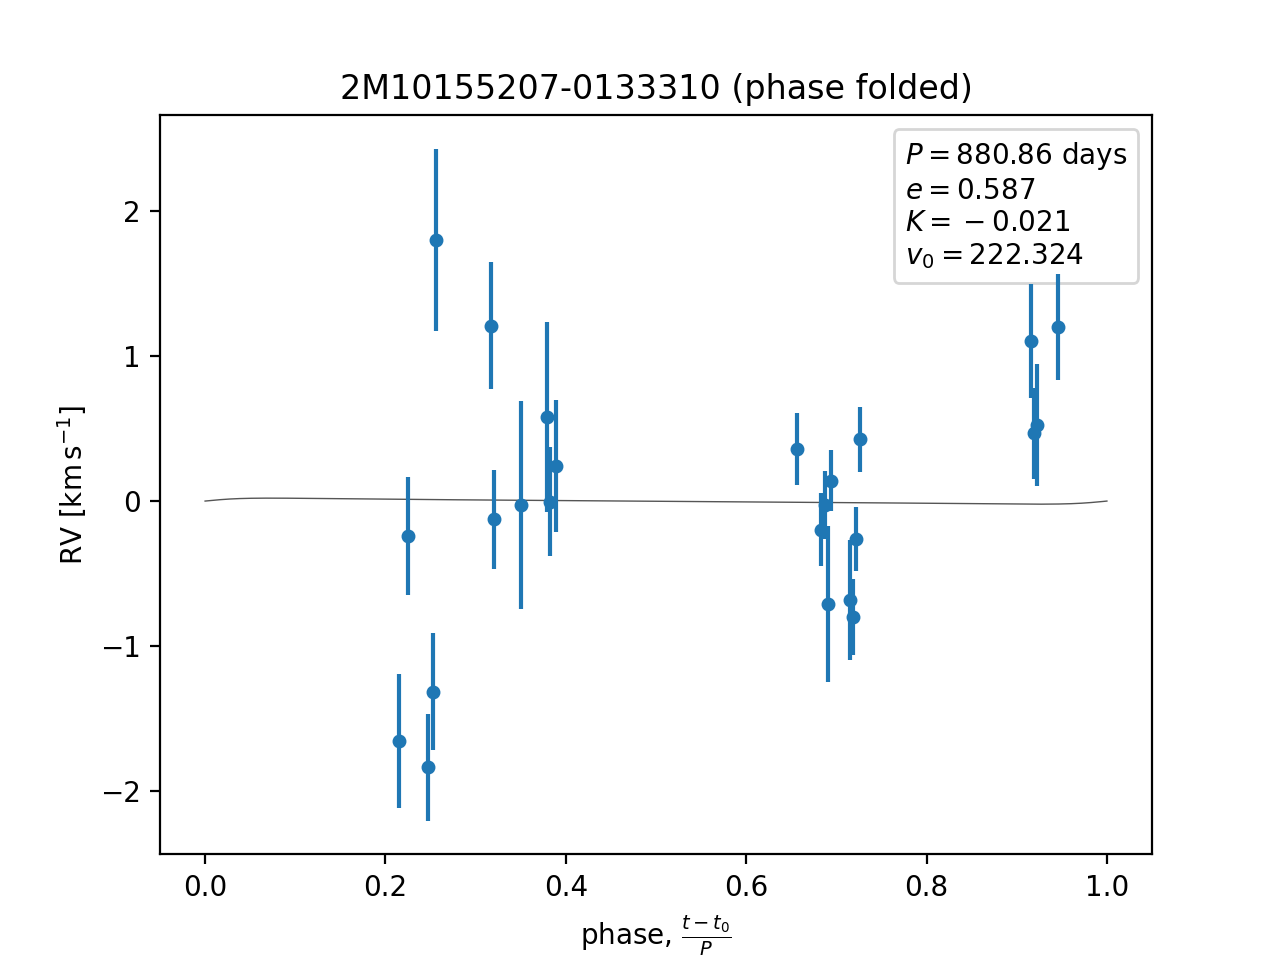 2M10155207-0133310 (phase folded)
P = 880.86 days
e = 0.587
K = −0.021
v₀ = 222.324
2
1
0
−1
−2
RV [km s⁻¹]
0.0 0.2 0.4 0.6 0.8 1.0
phase, (t − t₀)/P